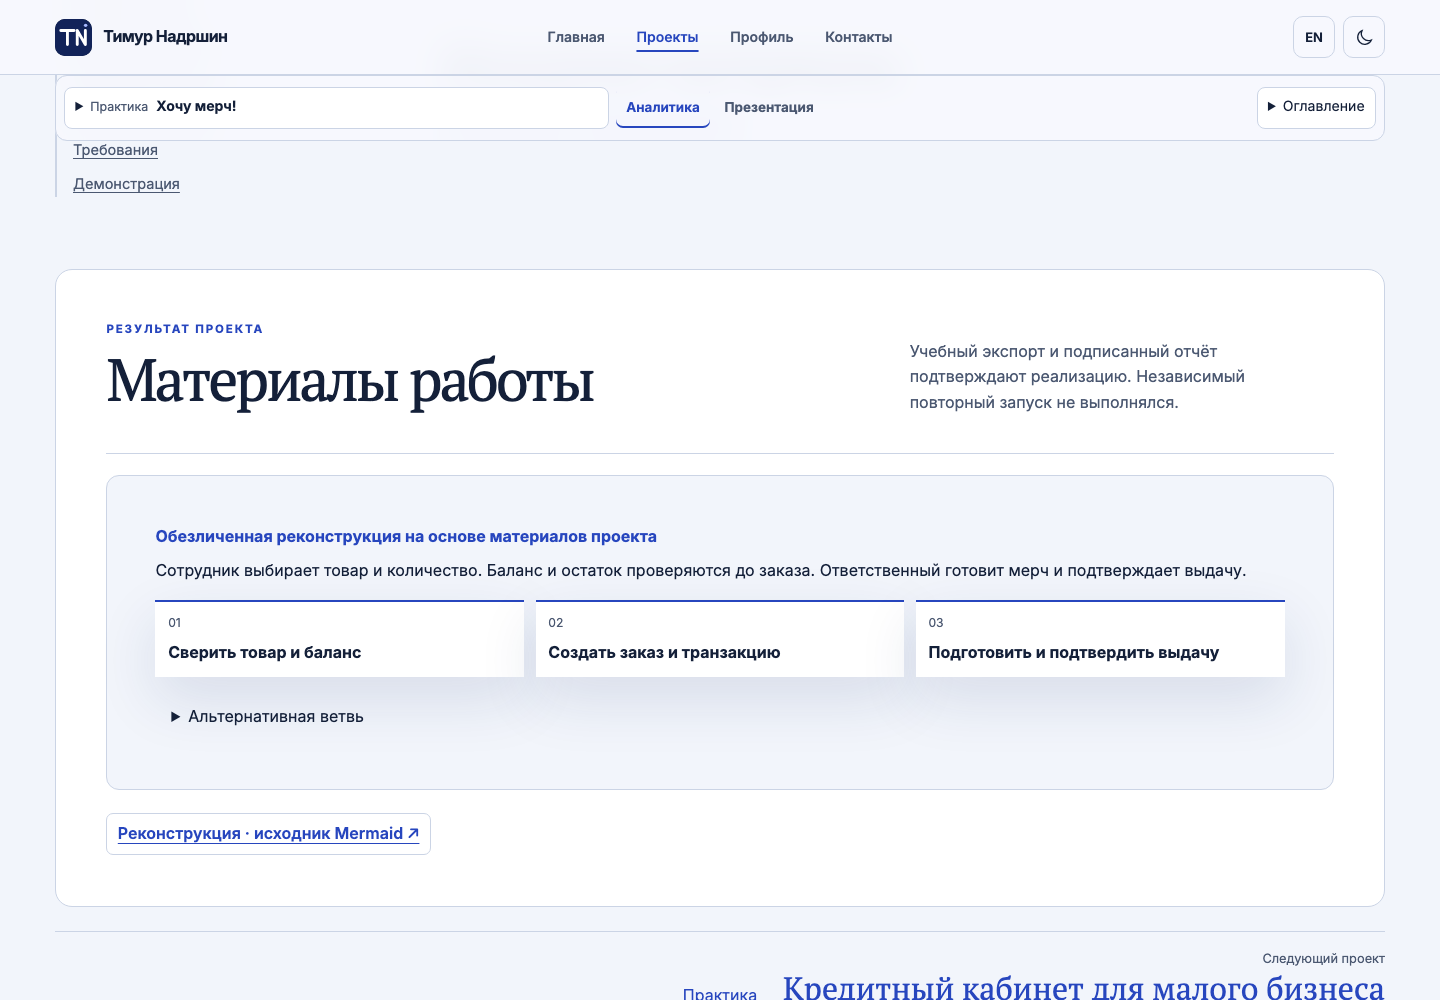 TN Тимур Надршин
Главная Проекты Профиль Контакты
EN
Практика Хочу мерч!
Аналитика Презентация
Оглавление
Требования
Демонстрация
РЕЗУЛЬТАТ ПРОЕКТА
Материалы работы
Учебный экспорт и подписанный отчёт
подтверждают реализацию. Независимый
повторный запуск не выполнялся.
Обезличенная реконструкция на основе материалов проекта
Сотрудник выбирает товар и количество. Баланс и остаток проверяются до заказа. Ответственный готовит мерч и подтверждает выдачу.
01
Сверить товар и баланс
02
Создать заказ и транзакцию
03
Подготовить и подтвердить выдачу
Альтернативная ветвь
Реконструкция · исходник Mermaid ↗
Следующий проект
Практика Кредитный кабинет для малого бизнеса